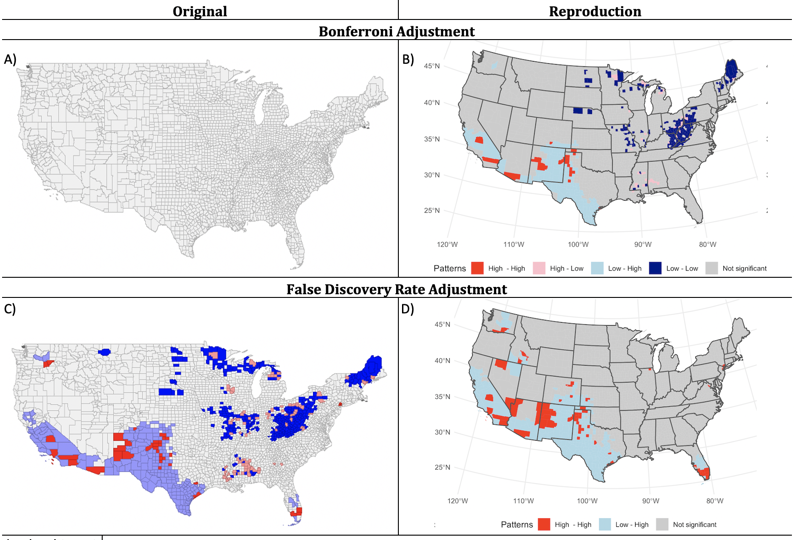 Original Reproduction
Bonferroni Adjustment
A) B)
45°N
40°N
35°N
30°N
25°N
120°W 110°W 100°W 90°W 80°W
Patterns High - High High - Low Low - High Low - Low Not significant
False Discovery Rate Adjustment
C) D)
45°N
40°N
35°N
30°N
25°N
120°W 110°W 100°W 90°W 80°W
Patterns High - High Low - High Not significant